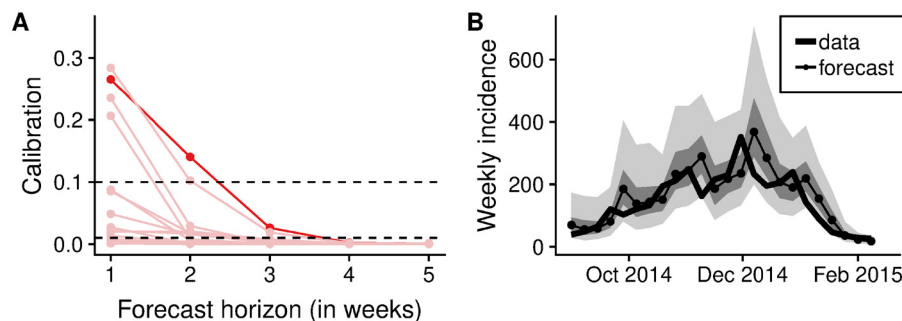 A
Calibration
0.3
0.2
0.1
0.0
1 2 3 4 5
Forecast horizon (in weeks)
B
Weekly incidence
600
400
200
0
Oct 2014 Dec 2014 Feb 2015
data
forecast